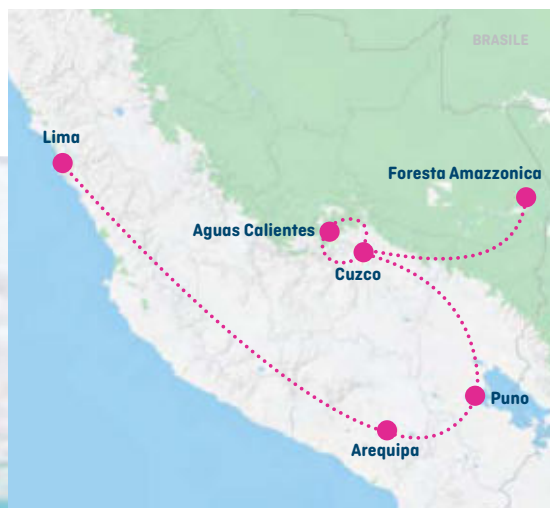 BRASILE
Lima
Foresta Amazzonica
Aguas Calientes
Cuzco
Puno
Arequipa